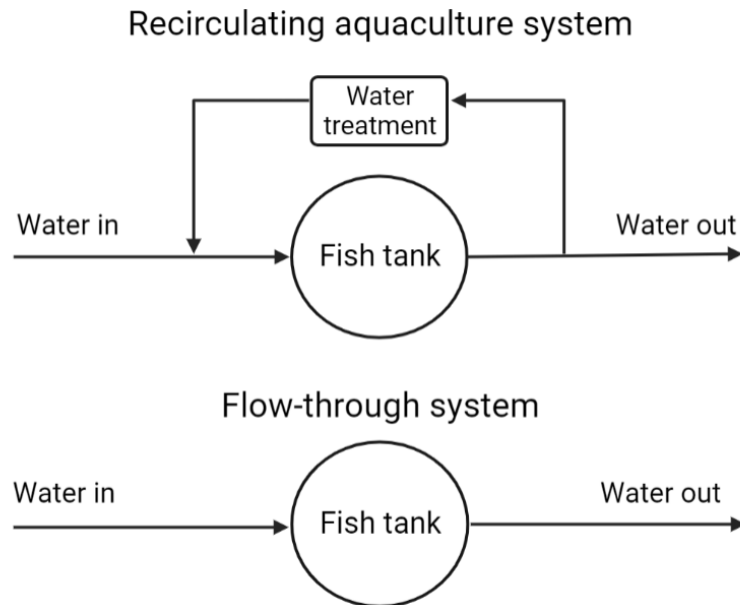 Recirculating aquaculture system
Water
treatment
Water in
Fish tank
Water out
Flow-through system
Water in
Fish tank
Water out